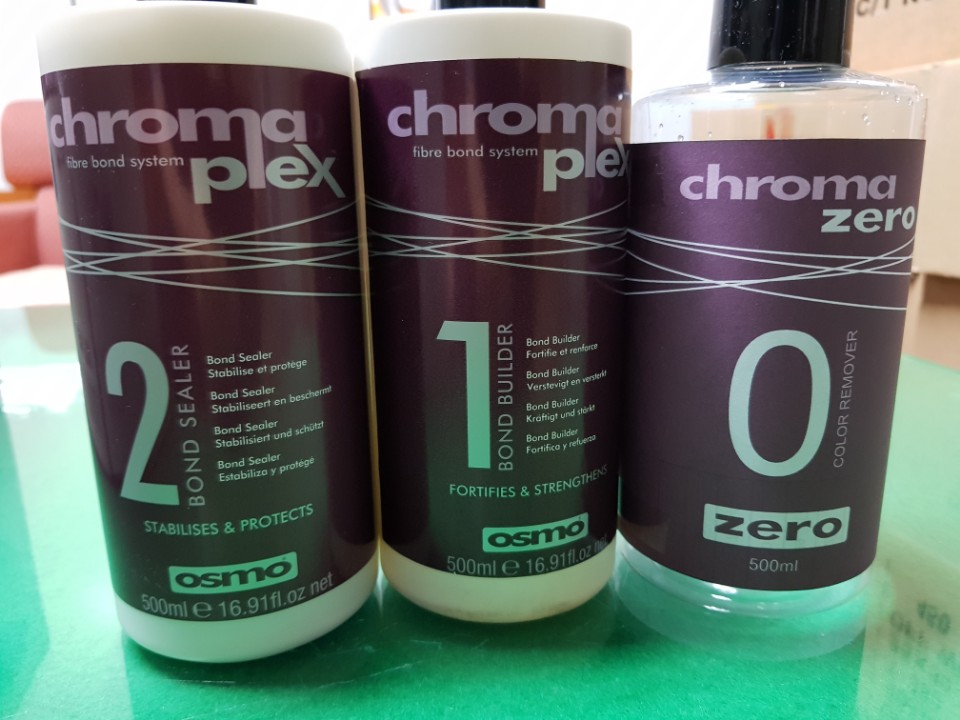 chroma
fibre bond system
plex
2
BOND SEALER
Bond Sealer
Stabilise et protège
Bond Sealer
Stabiliseert en beschermt
Bond Sealer
Stabilisiert und schützt
Bond Sealer
Estabiliza y protégé
STABILISES & PROTECTS
osmo
500ml e 16.91fl.oz net
chroma
fibre bond system
plex
1
BOND BUILDER
Bond Builder
Fortifie et renforce
Bond Builder
Verstevigt en versterkt
Bond Builder
Kräftigt und stärkt
Bond Builder
Fortifica y refuerza
FORTIFIES & STRENGTHENS
osmo
500ml e 16.91fl.oz net
chroma
zero
0
COLOR REMOVER
zero
500ml